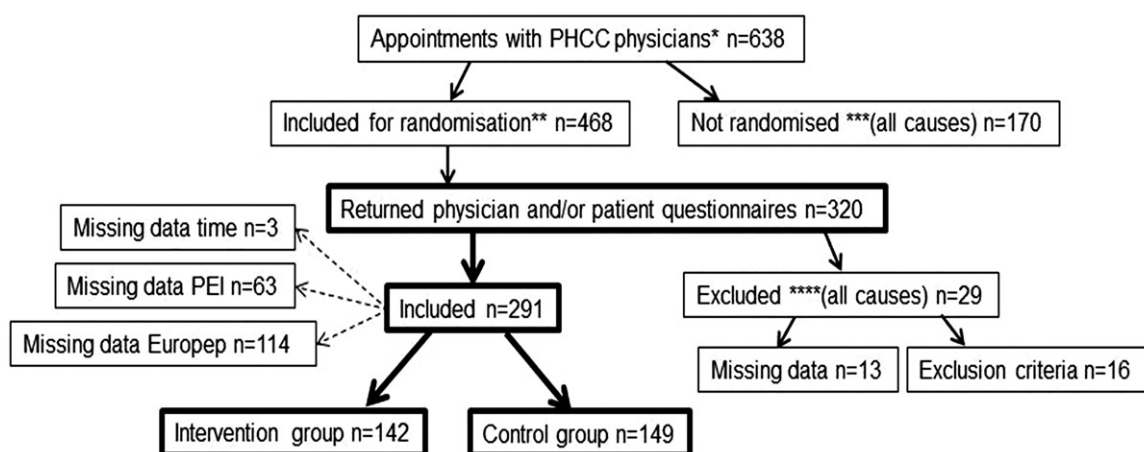 Appointments with PHCC physicians* n=638
Included for randomisation** n=468
Not randomised ***(all causes) n=170
Returned physician and/or patient questionnaires n=320
Missing data time n=3
Missing data PEI n=63
Missing data Europep n=114
Included n=291
Excluded ****(all causes) n=29
Missing data n=13
Exclusion criteria n=16
Intervention group n=142
Control group n=149